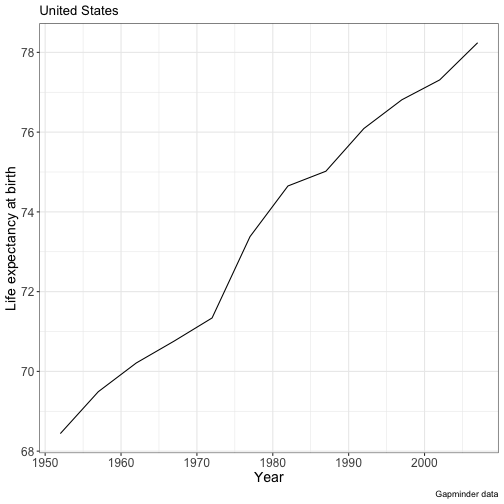 United States
78
76
74
72
70
68
Life expectancy at birth
1950 1960 1970 1980 1990 2000
Year
Gapminder data